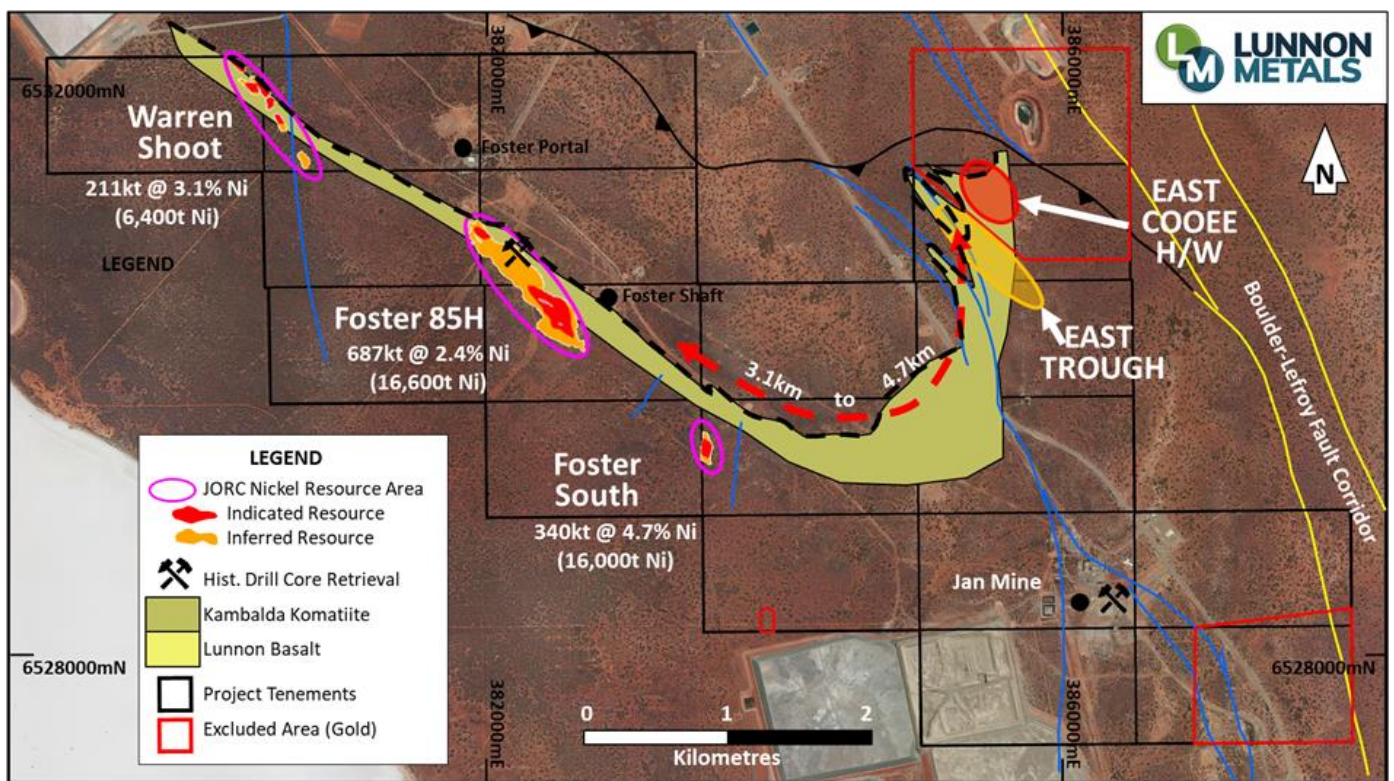 382000mE
386000mE
LM
LUNNON
METALS
6532000mN
Warren
Shoot
211kt @ 3.1% Ni
(6,400t Ni)
Foster Portal
N
EAST
COOEE
H/W
LEGEND
Foster 85H
687kt @ 2.4% Ni
(16,600t Ni)
Foster Shaft
EAST
TROUGH
Boulder-Lefroy Fault Corridor
3.1km to 4.7km
Foster
South
340kt @ 4.7% Ni
(16,000t Ni)
LEGEND
JORC Nickel Resource Area
Indicated Resource
Inferred Resource
Hist. Drill Core Retrieval
Kambalda Komatiite
Lunnon Basalt
Project Tenements
Excluded Area (Gold)
Jan Mine
6528000mN
6528000mN
382000mE
386000mE
0 1 2
Kilometres